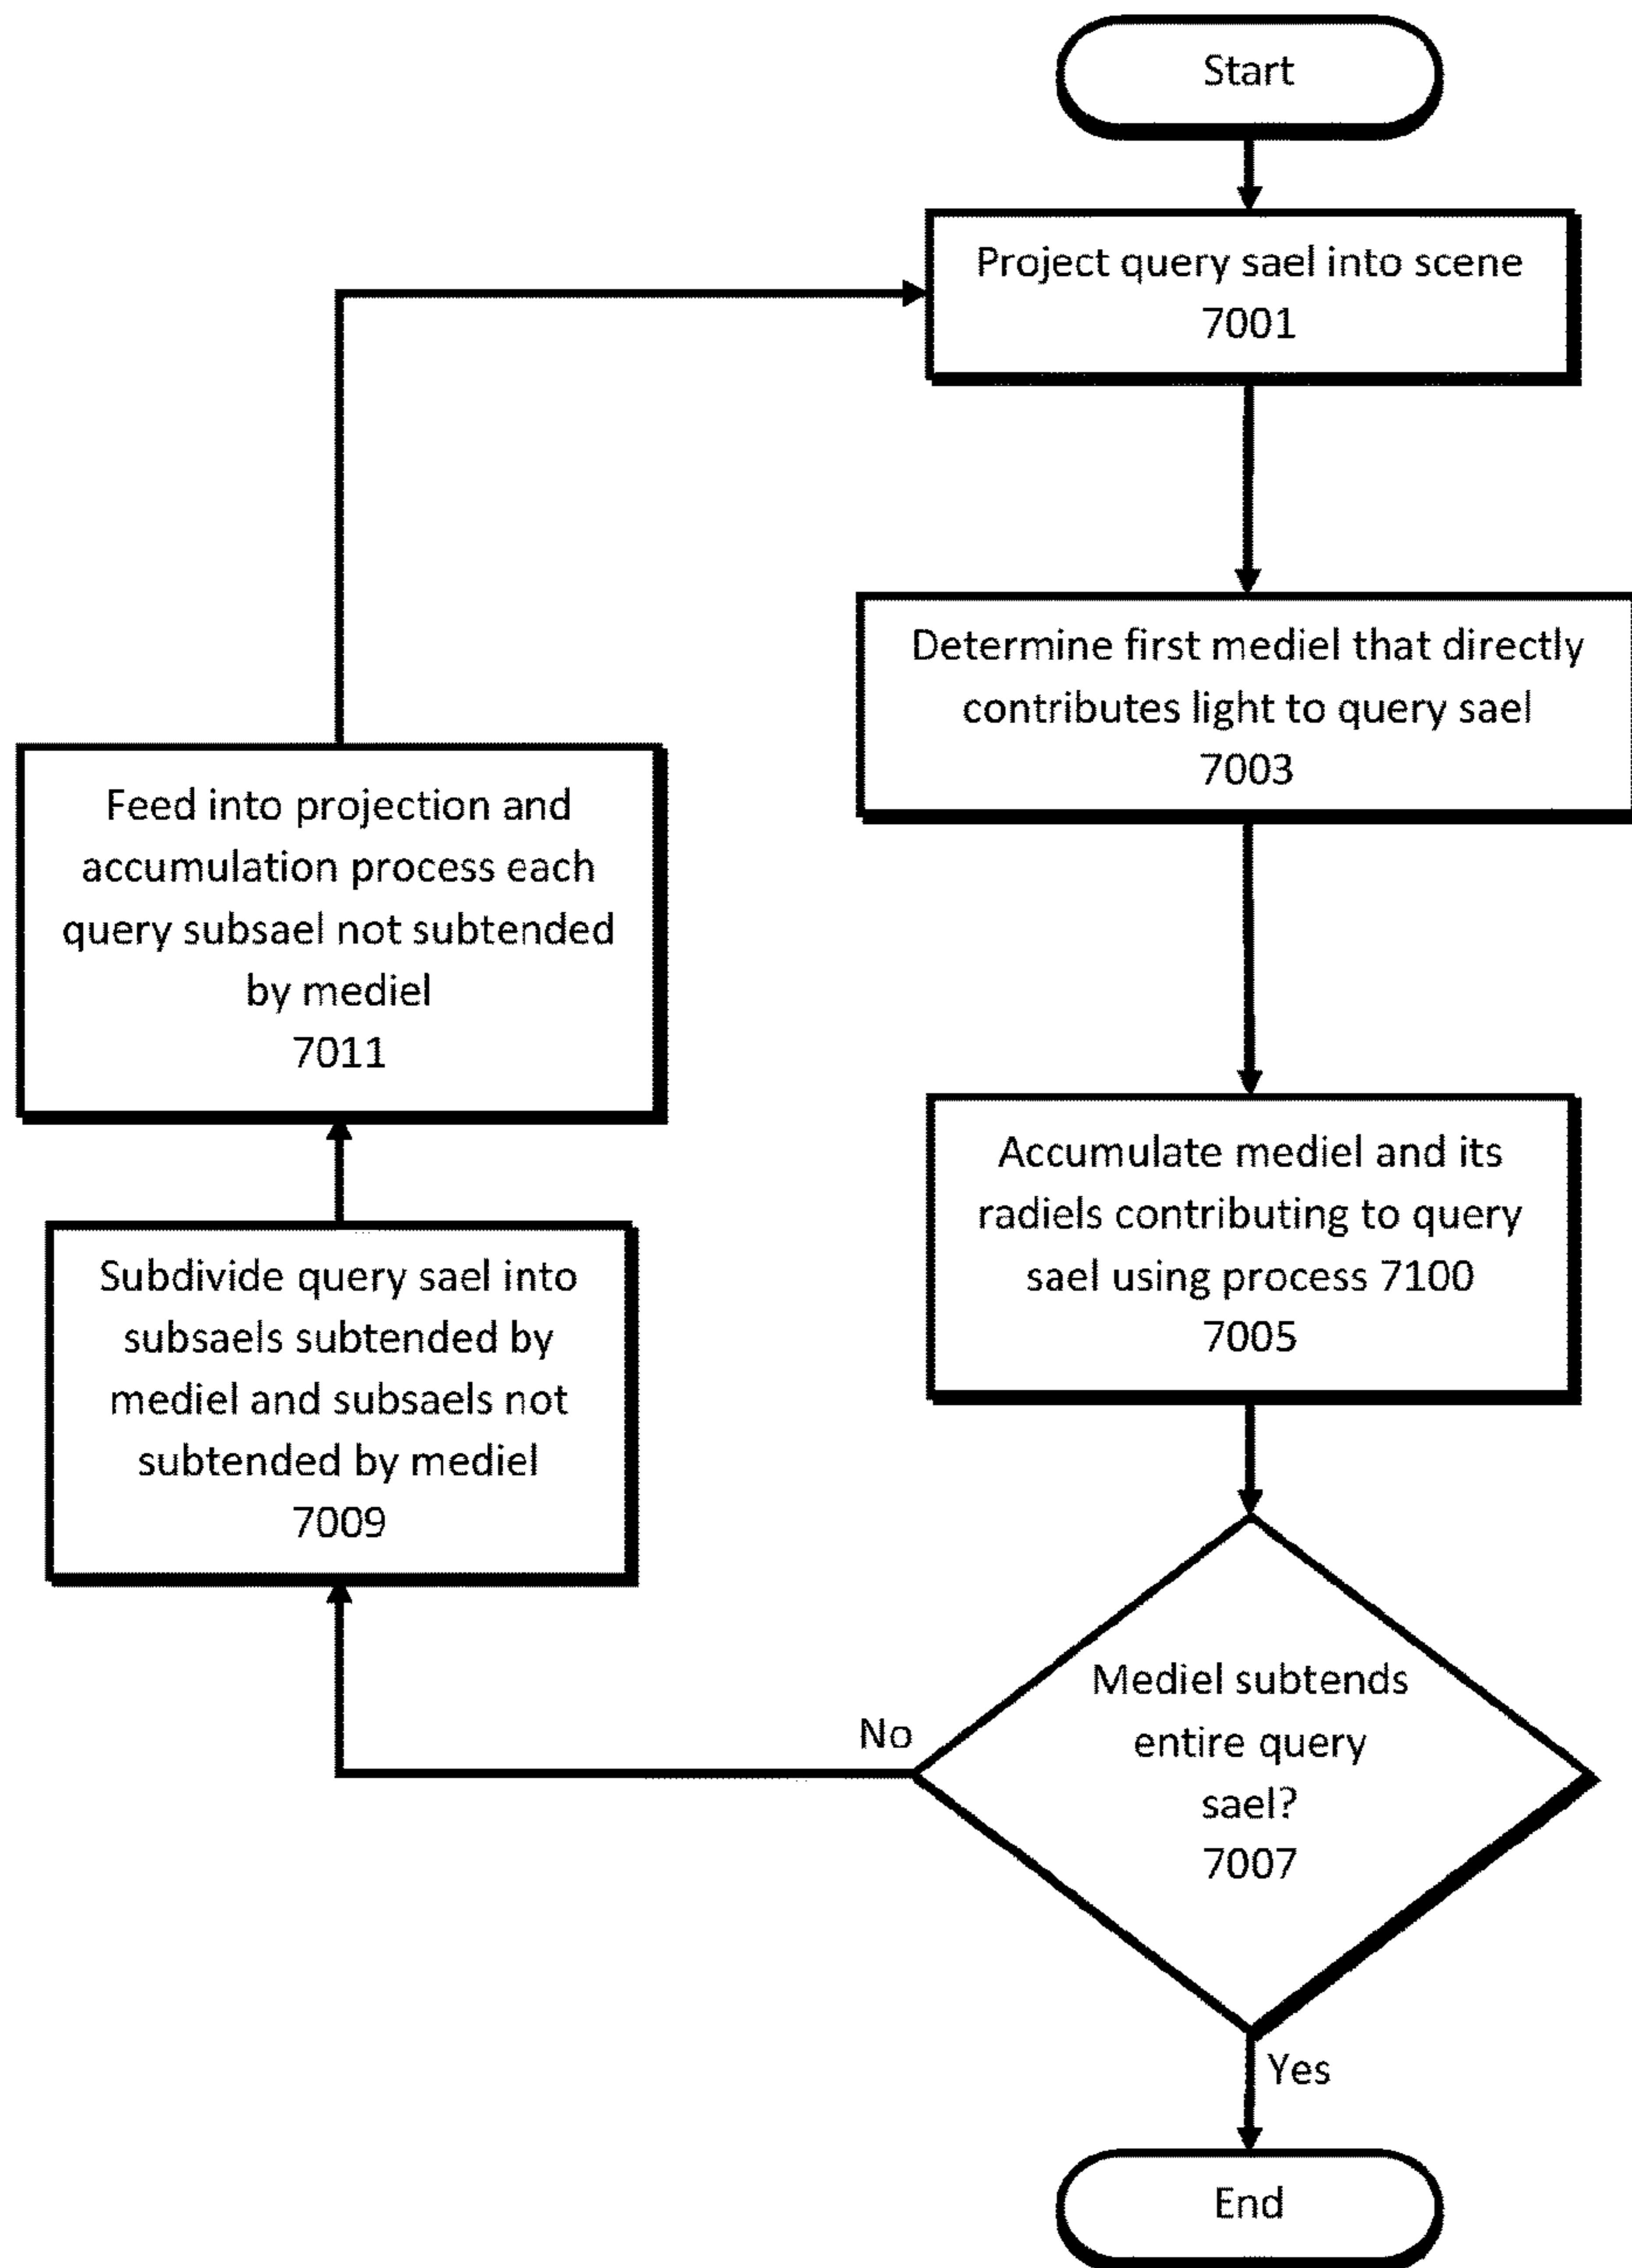 Start
Project query sael into scene
7001
Determine first mediel that directly
contributes light to query sael
7003
Accumulate mediel and its
radiels contributing to query
sael using process 7100
7005
Mediel subtends
entire query
sael?
7007
No
Yes
Subdivide query sael into
subsaels subtended by
mediel and subsaels not
subtended by mediel
7009
Feed into projection and
accumulation process each
query subsael not subtended
by mediel
7011
End